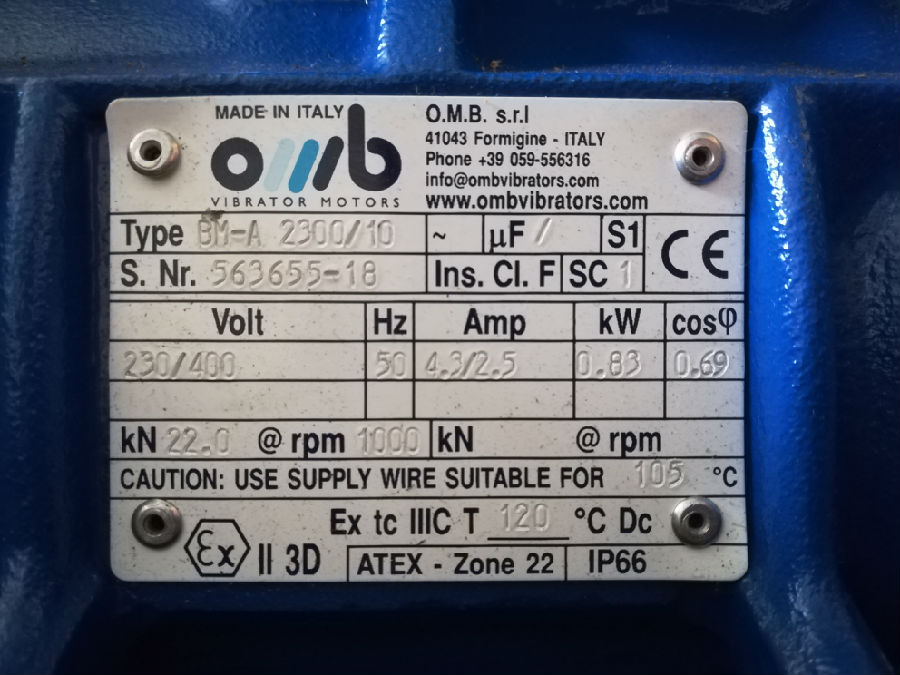 MADE IN ITALY
omb
VIBRATOR MOTORS
O.M.B. s.r.l
41043 Formigine - ITALY
Phone +39 059-556316
info@ombvibrators.com
www.ombvibrators.com
Type BM-A 2300/10 ~ µF / S1
S. Nr. 563655-18 Ins. Cl. F SC 1
CE
Volt Hz Amp kW cosφ
230/400 50 4.3/2.5 0.83 0.69
kN 22.0 @ rpm 1000 kN @ rpm
CAUTION: USE SUPPLY WIRE SUITABLE FOR 105 °C
Ex tc IIIC T 120 °C Dc
Ex II 3D ATEX - Zone 22 IP66